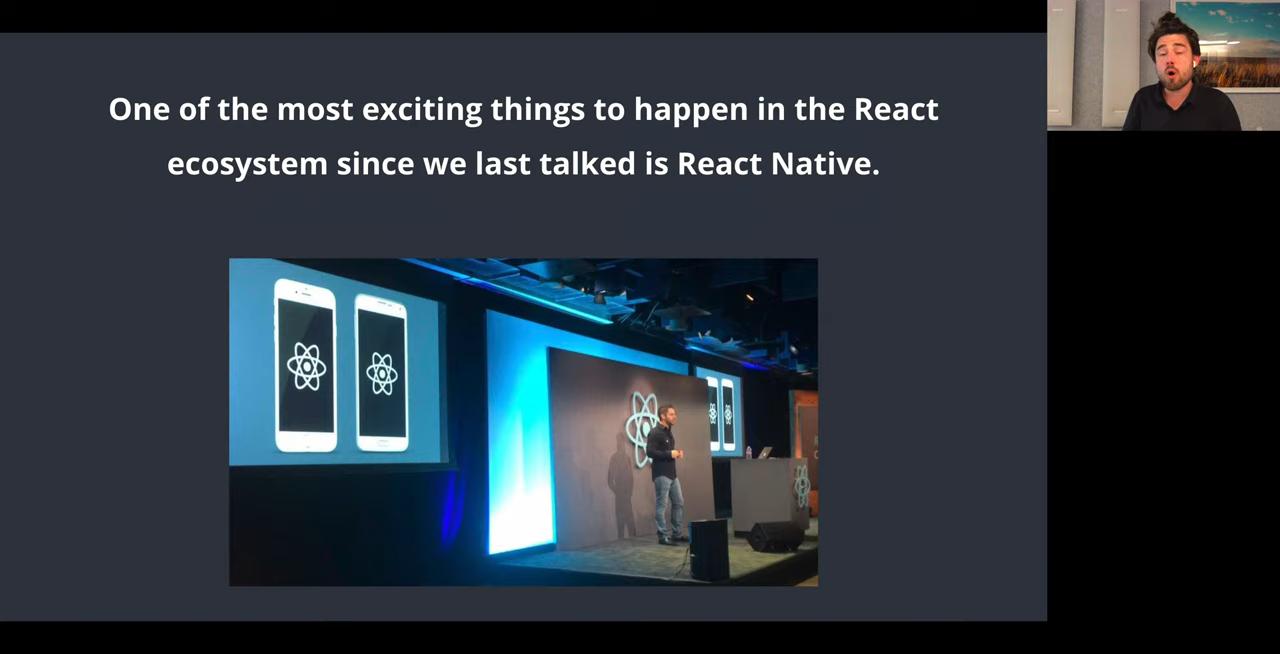 One of the most exciting things to happen in the React
ecosystem since we last talked is React Native.